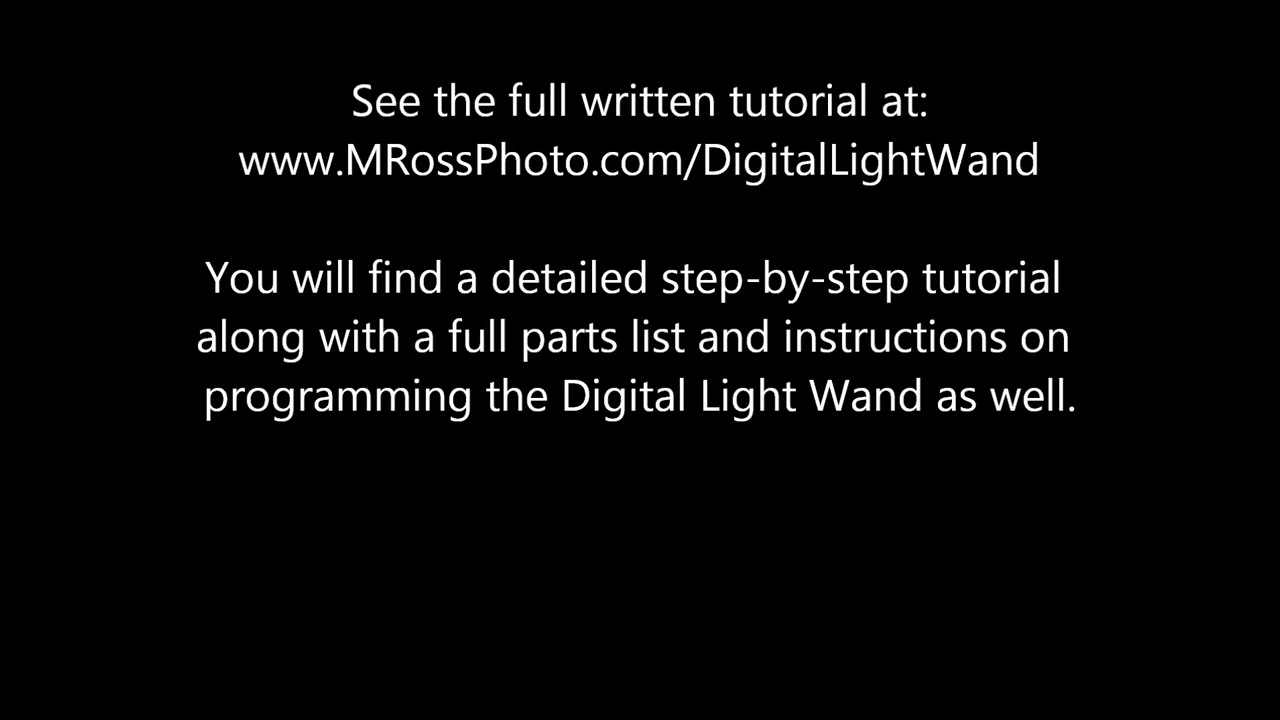 See the full written tutorial at:
www.MRossPhoto.com/DigitalLightWand
You will find a detailed step-by-step tutorial
along with a full parts list and instructions on
programming the Digital Light Wand as well.